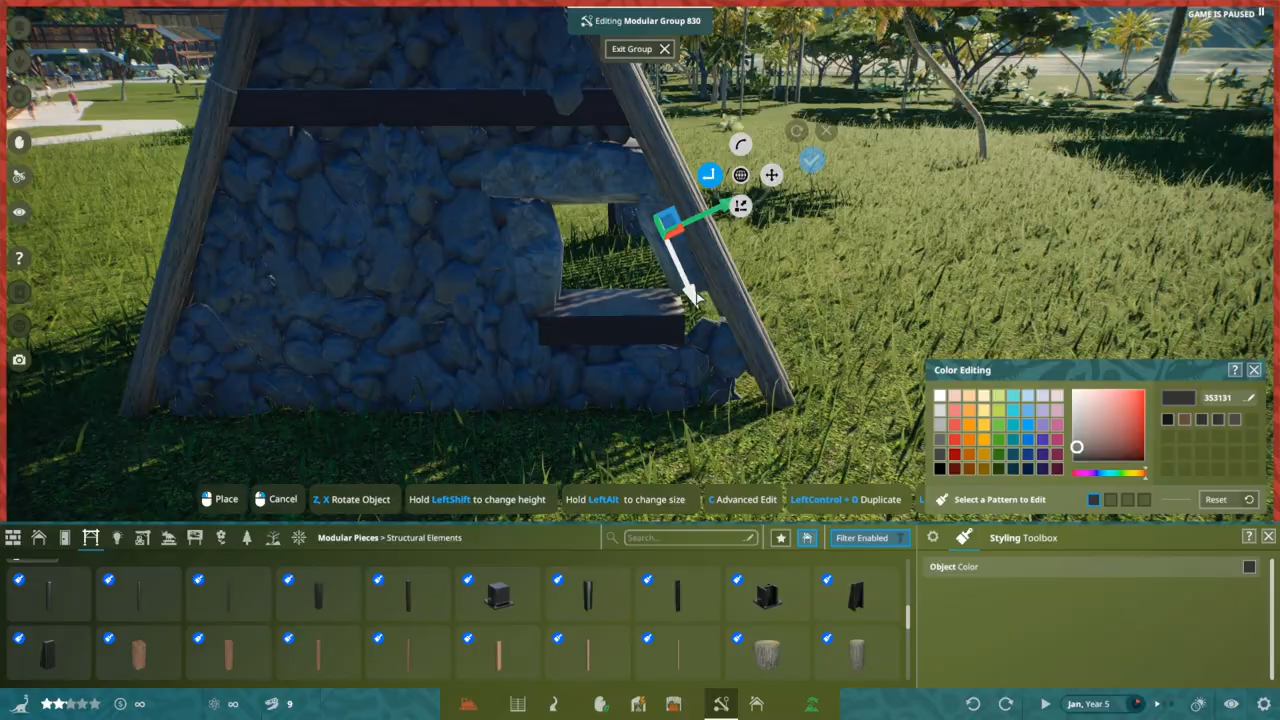 Editing Modular Group 830
Exit Group
GAME IS PAUSED
Color Editing
?
353131
Select a Pattern to Edit
Reset
Place
Cancel
Z, X Rotate Object
Hold LeftShift to change height
Hold LeftAlt to change size
C Advanced Edit
LeftControl + D Duplicate
L
Modular Pieces > Structural Elements
Search...
Filter Enabled
Styling Toolbox
?
Object Color
?
∞
∞
9
Jan, Year 5